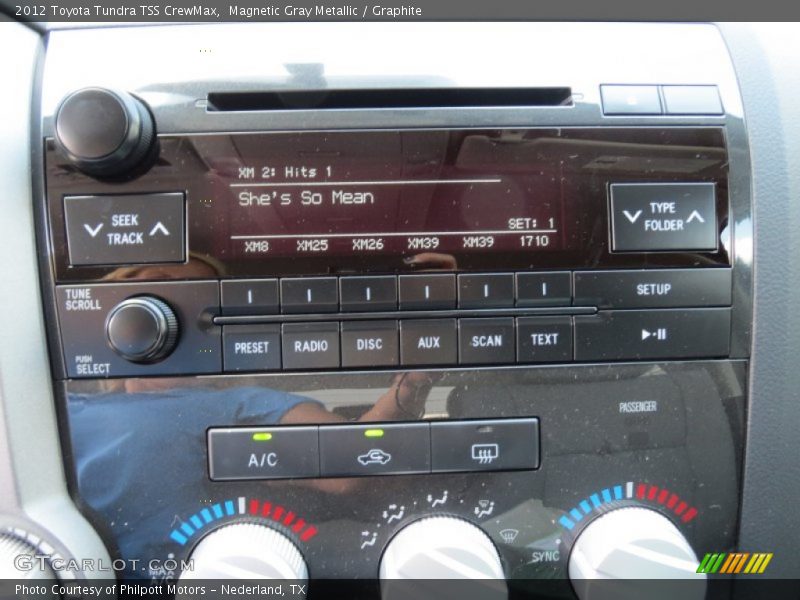 2012 Toyota Tundra TSS CrewMax, Magnetic Gray Metallic / Graphite
XM 2: Hits 1
She's So Mean
SET: 1
XM8 XM25 XM26 XM39 XM39 1710
SEEK
TRACK
TYPE
FOLDER
TUNE
SCROLL
SETUP
PRESET RADIO DISC AUX SCAN TEXT
PUSH
SELECT
PASSENGER
A/C
SYNC
GTCARLOT.COM
Photo Courtesy of Philpott Motors - Nederland, TX